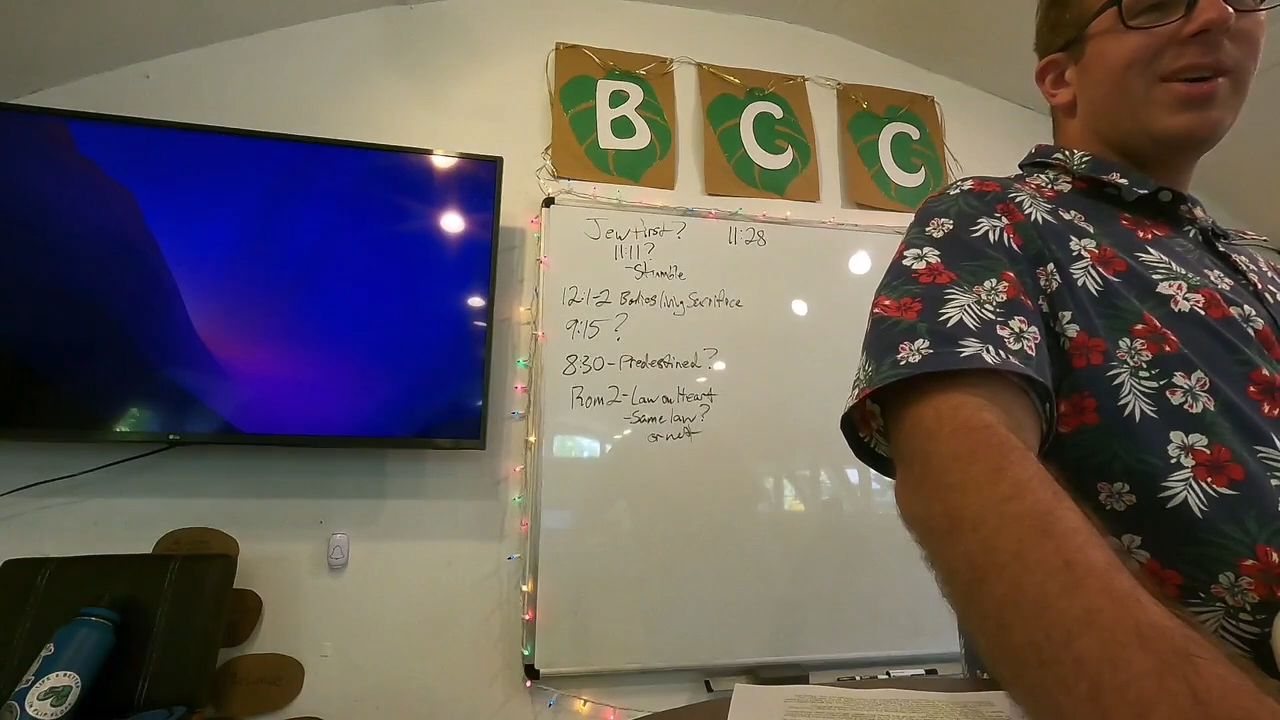 B C C
Jew first? 11:28
11:11?
-Stumble
12:1-2 Bodies living Sacrifice
9:15?
8:30-Predestined?
Rom 2-Law on Heart
-Same law?
or not
LG